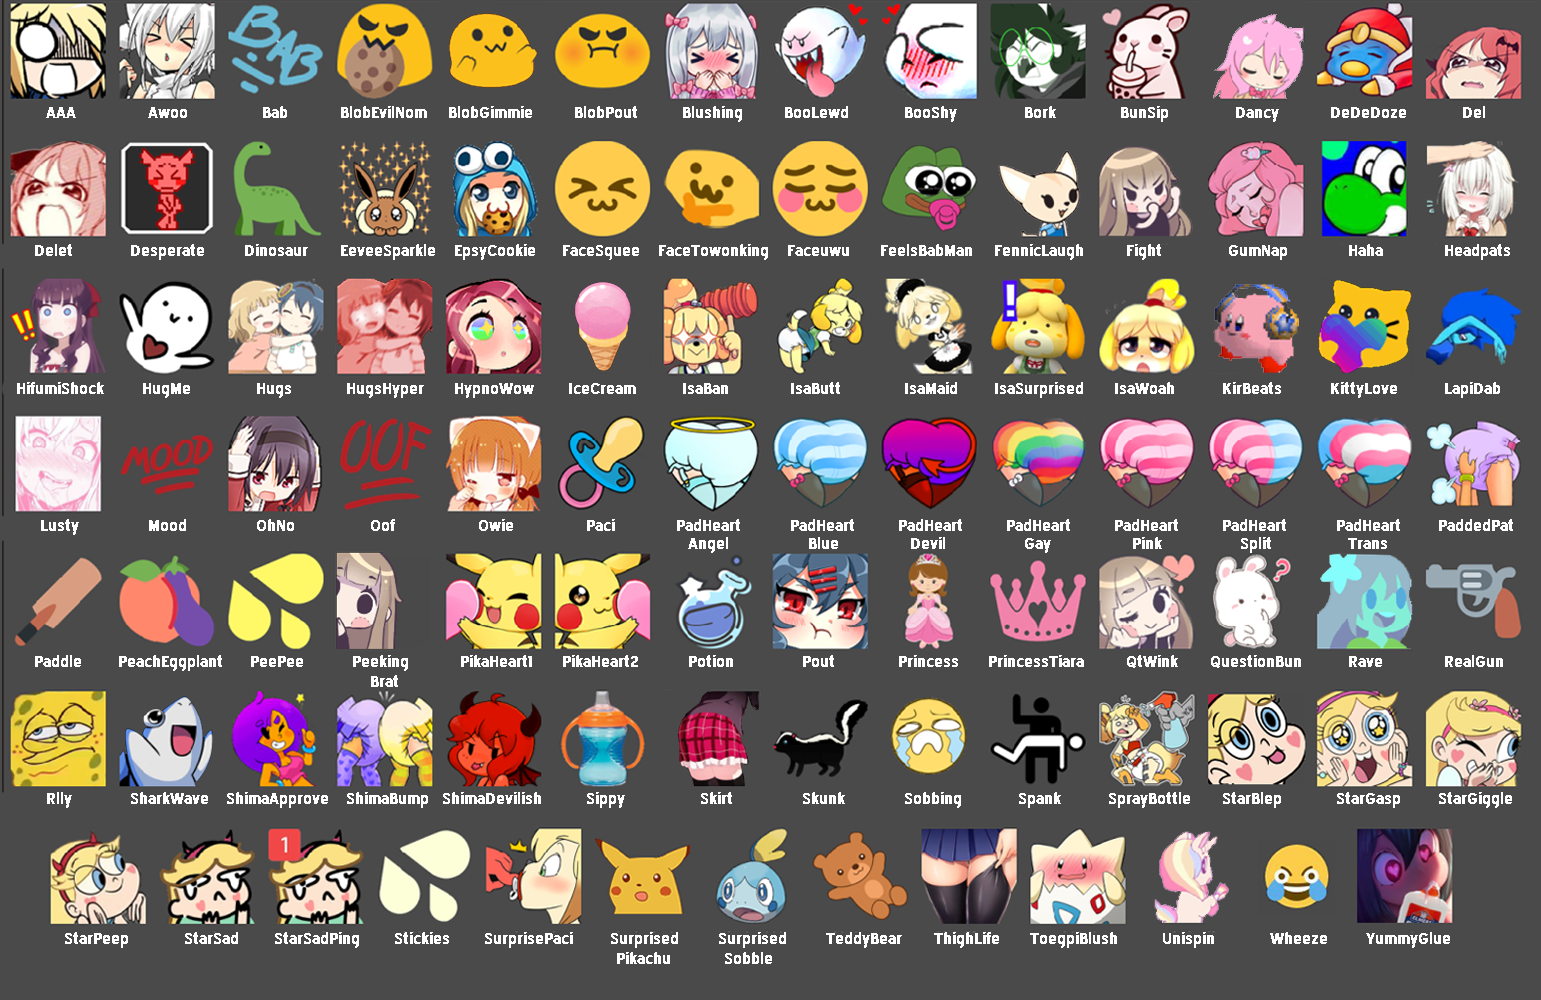 BAB
AAA Awoo Bab BlobEvilNom BlobGimmie BlobPout Blushing BooLewd BooShy Bork BunSip Dancy DeDeDoze Del
Delet Desperate Dinosaur EeveeSparkle EpsyCookie FaceSquee FaceTowonking Faceuwu FeelsBabMan FennicLaugh Fight GumNap Haha Headpats
!! !
HifumiShock HugMe Hugs HugsHyper HypnoWow IceCream IsaBan IsaButt IsaMaid IsaSurprised IsaWoah KirBeats KittyLove LapiDab
MOOD OOF
Lusty Mood OhNo Oof Owie Paci PadHeart PadHeart PadHeart PadHeart PadHeart PadHeart PadHeart PaddedPat
Angel Blue Devil Gay Pink Split Trans
?
Paddle PeachEggplant PeePee Peeking PikaHeart1 PikaHeart2 Potion Pout Princess PrincessTiara QtWink QuestionBun Rave RealGun
Brat
Rlly SharkWave ShimaApprove ShimaBump ShimaDevilish Sippy Skirt Skunk Sobbing Spank SprayBottle StarBlep StarGasp StarGiggle
1
StarPeep StarSad StarSadPing Stickies SurprisePaci Surprised Surprised TeddyBear ThighLife ToegpiBlush Unispin Wheeze YummyGlue
Pikachu Sobble